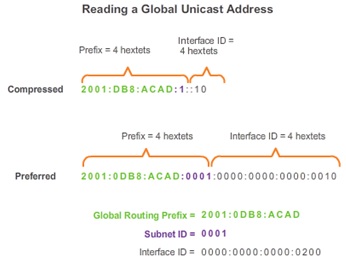 Reading a Global Unicast Address
Prefix = 4 hextets
Interface ID =
4 hextets
Compressed
2001:DB8:ACAD:1::10
Prefix = 4 hextets
Interface ID = 4 hextets
Preferred
2001:0DB8:ACAD:0001:0000:0000:0000:0010
Global Routing Prefix = 2001:0DB8:ACAD
Subnet ID = 0001
Interface ID = 0000:0000:0000:0200